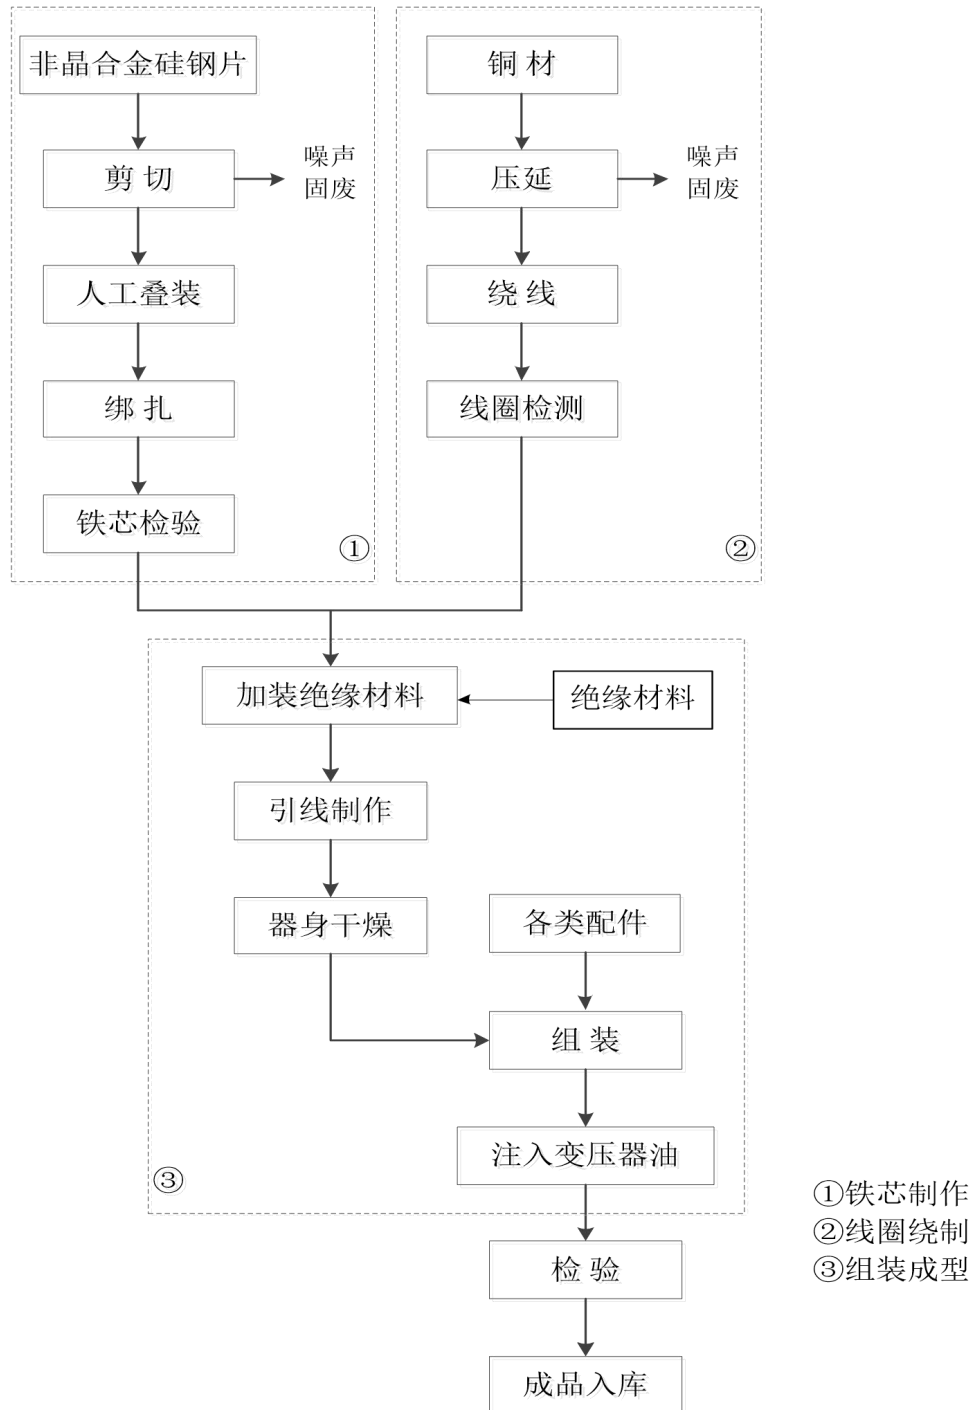 非晶合金硅钢片
剪切
噪声
固废
人工叠装
绑扎
铁芯检验
①
铜材
压延
噪声
固废
绕线
线圈检测
②
加装绝缘材料
绝缘材料
引线制作
器身干燥
各类配件
组装
注入变压器油
③
检验
成品入库
①铁芯制作
②线圈绕制
③组装成型